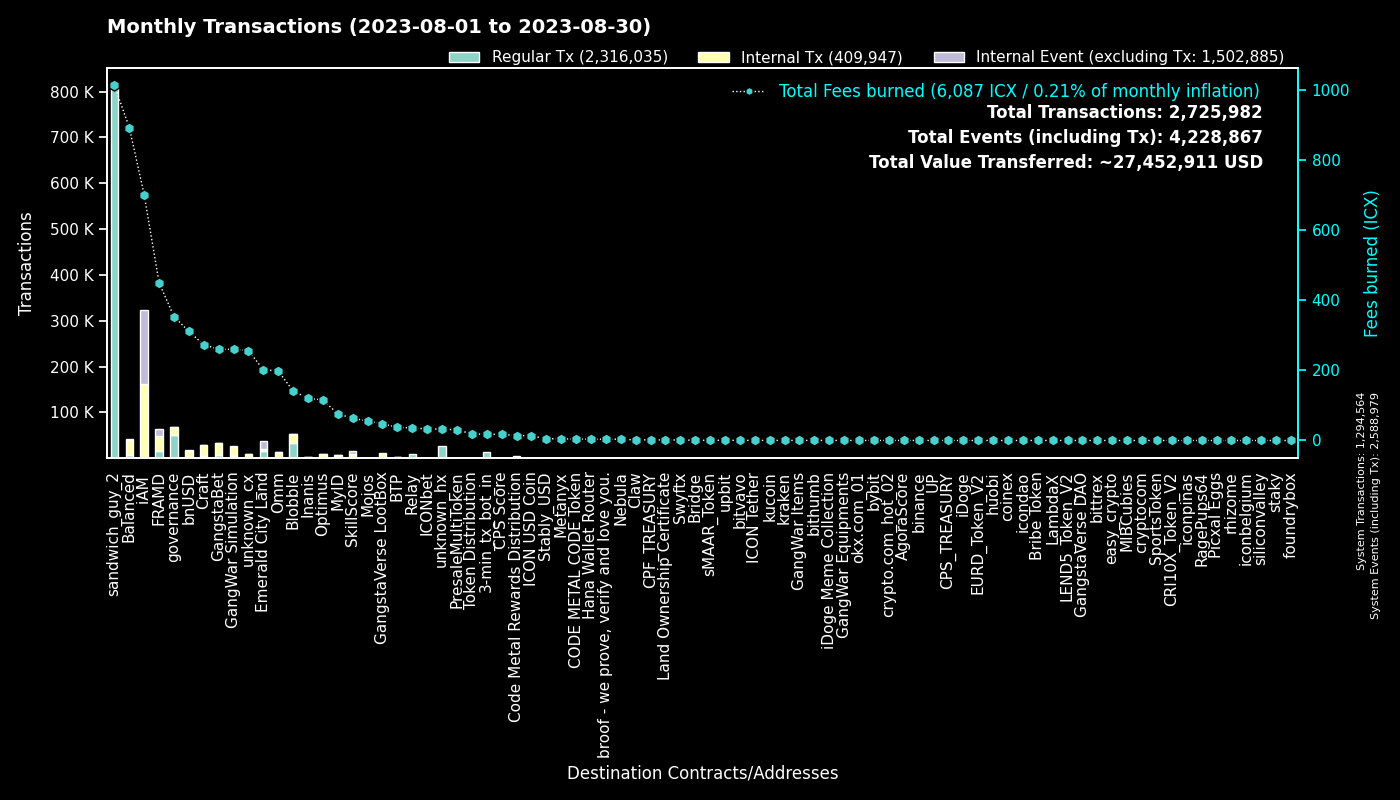 Monthly Transactions (2023-08-01 to 2023-08-30)
Regular Tx (2,316,035)
Internal Tx (409,947)
Internal Event (excluding Tx: 1,502,885)
Total Fees burned (6,087 ICX / 0.21% of monthly inflation)
Total Transactions: 2,725,982
Total Events (including Tx): 4,228,867
Total Value Transferred: ~27,452,911 USD
Transactions
800 K
700 K
600 K
500 K
400 K
300 K
200 K
100 K
1000
800
600
400
200
0
Fees burned (ICX)
System Transactions: 1,294,564
System Events (including Tx): 2,588,979
sandwich_guy_2
Balanced
IAM
FRAMD
governance
bnUSD
Craft
GangstaBet
GangWar Simulation
unknown_cx
Emerald City Land
Omm
Blobble
Inanis
Optimus
MyID
SkillScore
Mojos
GangstaVerse LootBox
BTP
Relay
ICONbet
unknown_hx
PresaleMultiToken
Token Distribution
3-min_tx_bot_in
CPS Score
Code Metal Rewards Distribution
ICON USD Coin
Stably_USD
Metanyx
CODE METAL CODE Token
Hana Wallet Router
broof - we prove, verify and love you.
Nebula
Claw
CPF_TREASURY
Land Ownership Certificate
Swyftx
Bridge
sMAAR_Token
upbit
bitvavo
ICON Tether
kucoin
kraken
GangWar Items
bithumb
iDoge Meme Collection
GangWar Equipments
okx.com_01
bybit
crypto.com_hot_02
AgoraScore
binance
UP
CPS_TREASURY
iDoge
EURD_Token_V2
huobi
coinex
icondao
Bribe Token
LambdaX
LEND5_Token_V2
GangstaVerse DAO
bittrex
easy_crypto
MIBCubies
cryptocom
SportsToken
CRI10X_Token_V2
iconpinas
RagePups64
Picxal Eggs
rhizome
iconbelgium
siliconvalley
staky
foundrybox
Destination Contracts/Addresses